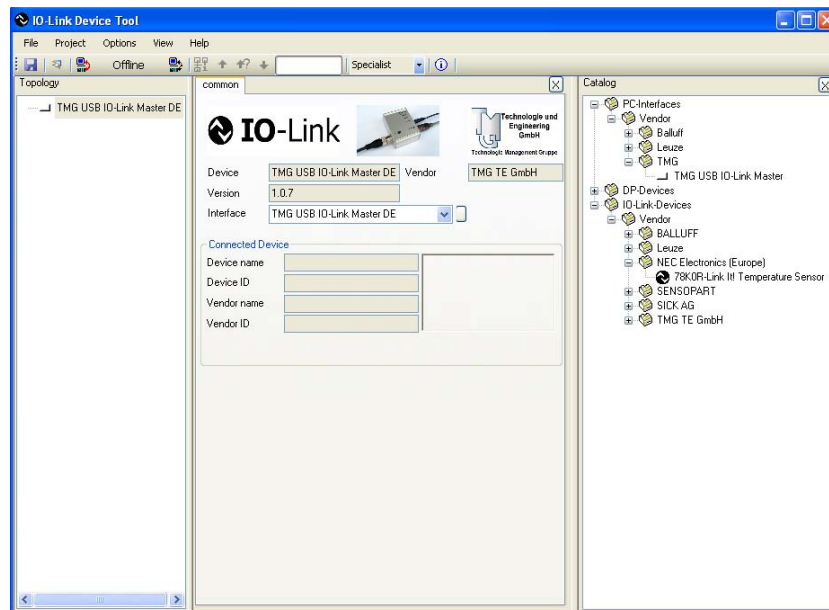 IO-Link Device Tool
File Project Options View Help
Offline Specialist
Topology
TMG USB IO-Link Master DE
common
IO-Link
Technologie und
Engineering
GmbH
Technologie Management Gruppe
Device TMG USB IO-Link Master DE Vendor TMG TE GmbH
Version 1.0.7
Interface TMG USB IO-Link Master DE
Connected Device
Device name
Device ID
Vendor name
Vendor ID
Catalog
PC-Interfaces
Vendor
Balluff
Leuze
TMG
TMG USB IO-Link Master
DP-Devices
IO-Link-Devices
Vendor
BALLUFF
Leuze
NEC Electronics (Europe)
78K0R-Link It! Temperature Sensor
SENSOPART
SICK AG
TMG TE GmbH